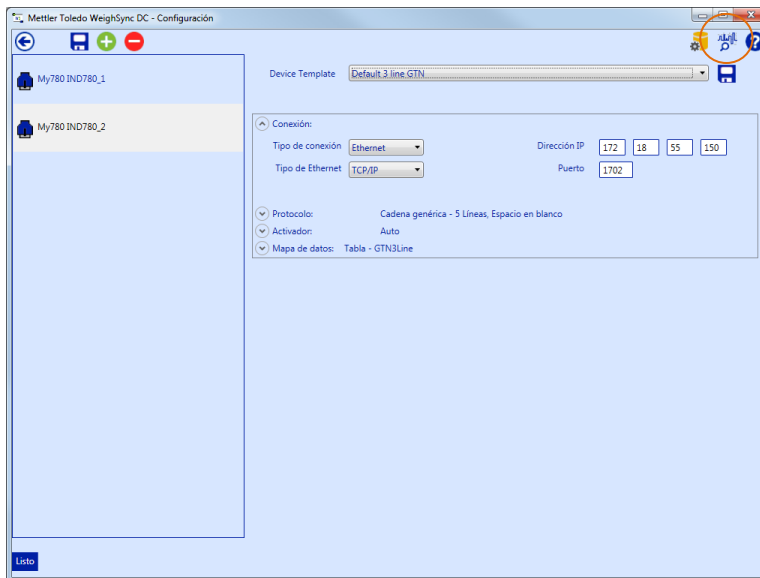 Mettler Toledo WeighSync DC - Configuración
My780 IND780_1
My780 IND780_2
Device Template Default 3 line GTN
Conexión:
Tipo de conexión Ethernet Dirección IP 172 18 55 150
Tipo de Ethernet TCP/IP Puerto 1702
Protocolo: Cadena genérica - 5 Líneas, Espacio en blanco
Activador: Auto
Mapa de datos: Tabla - GTN3Line
Listo